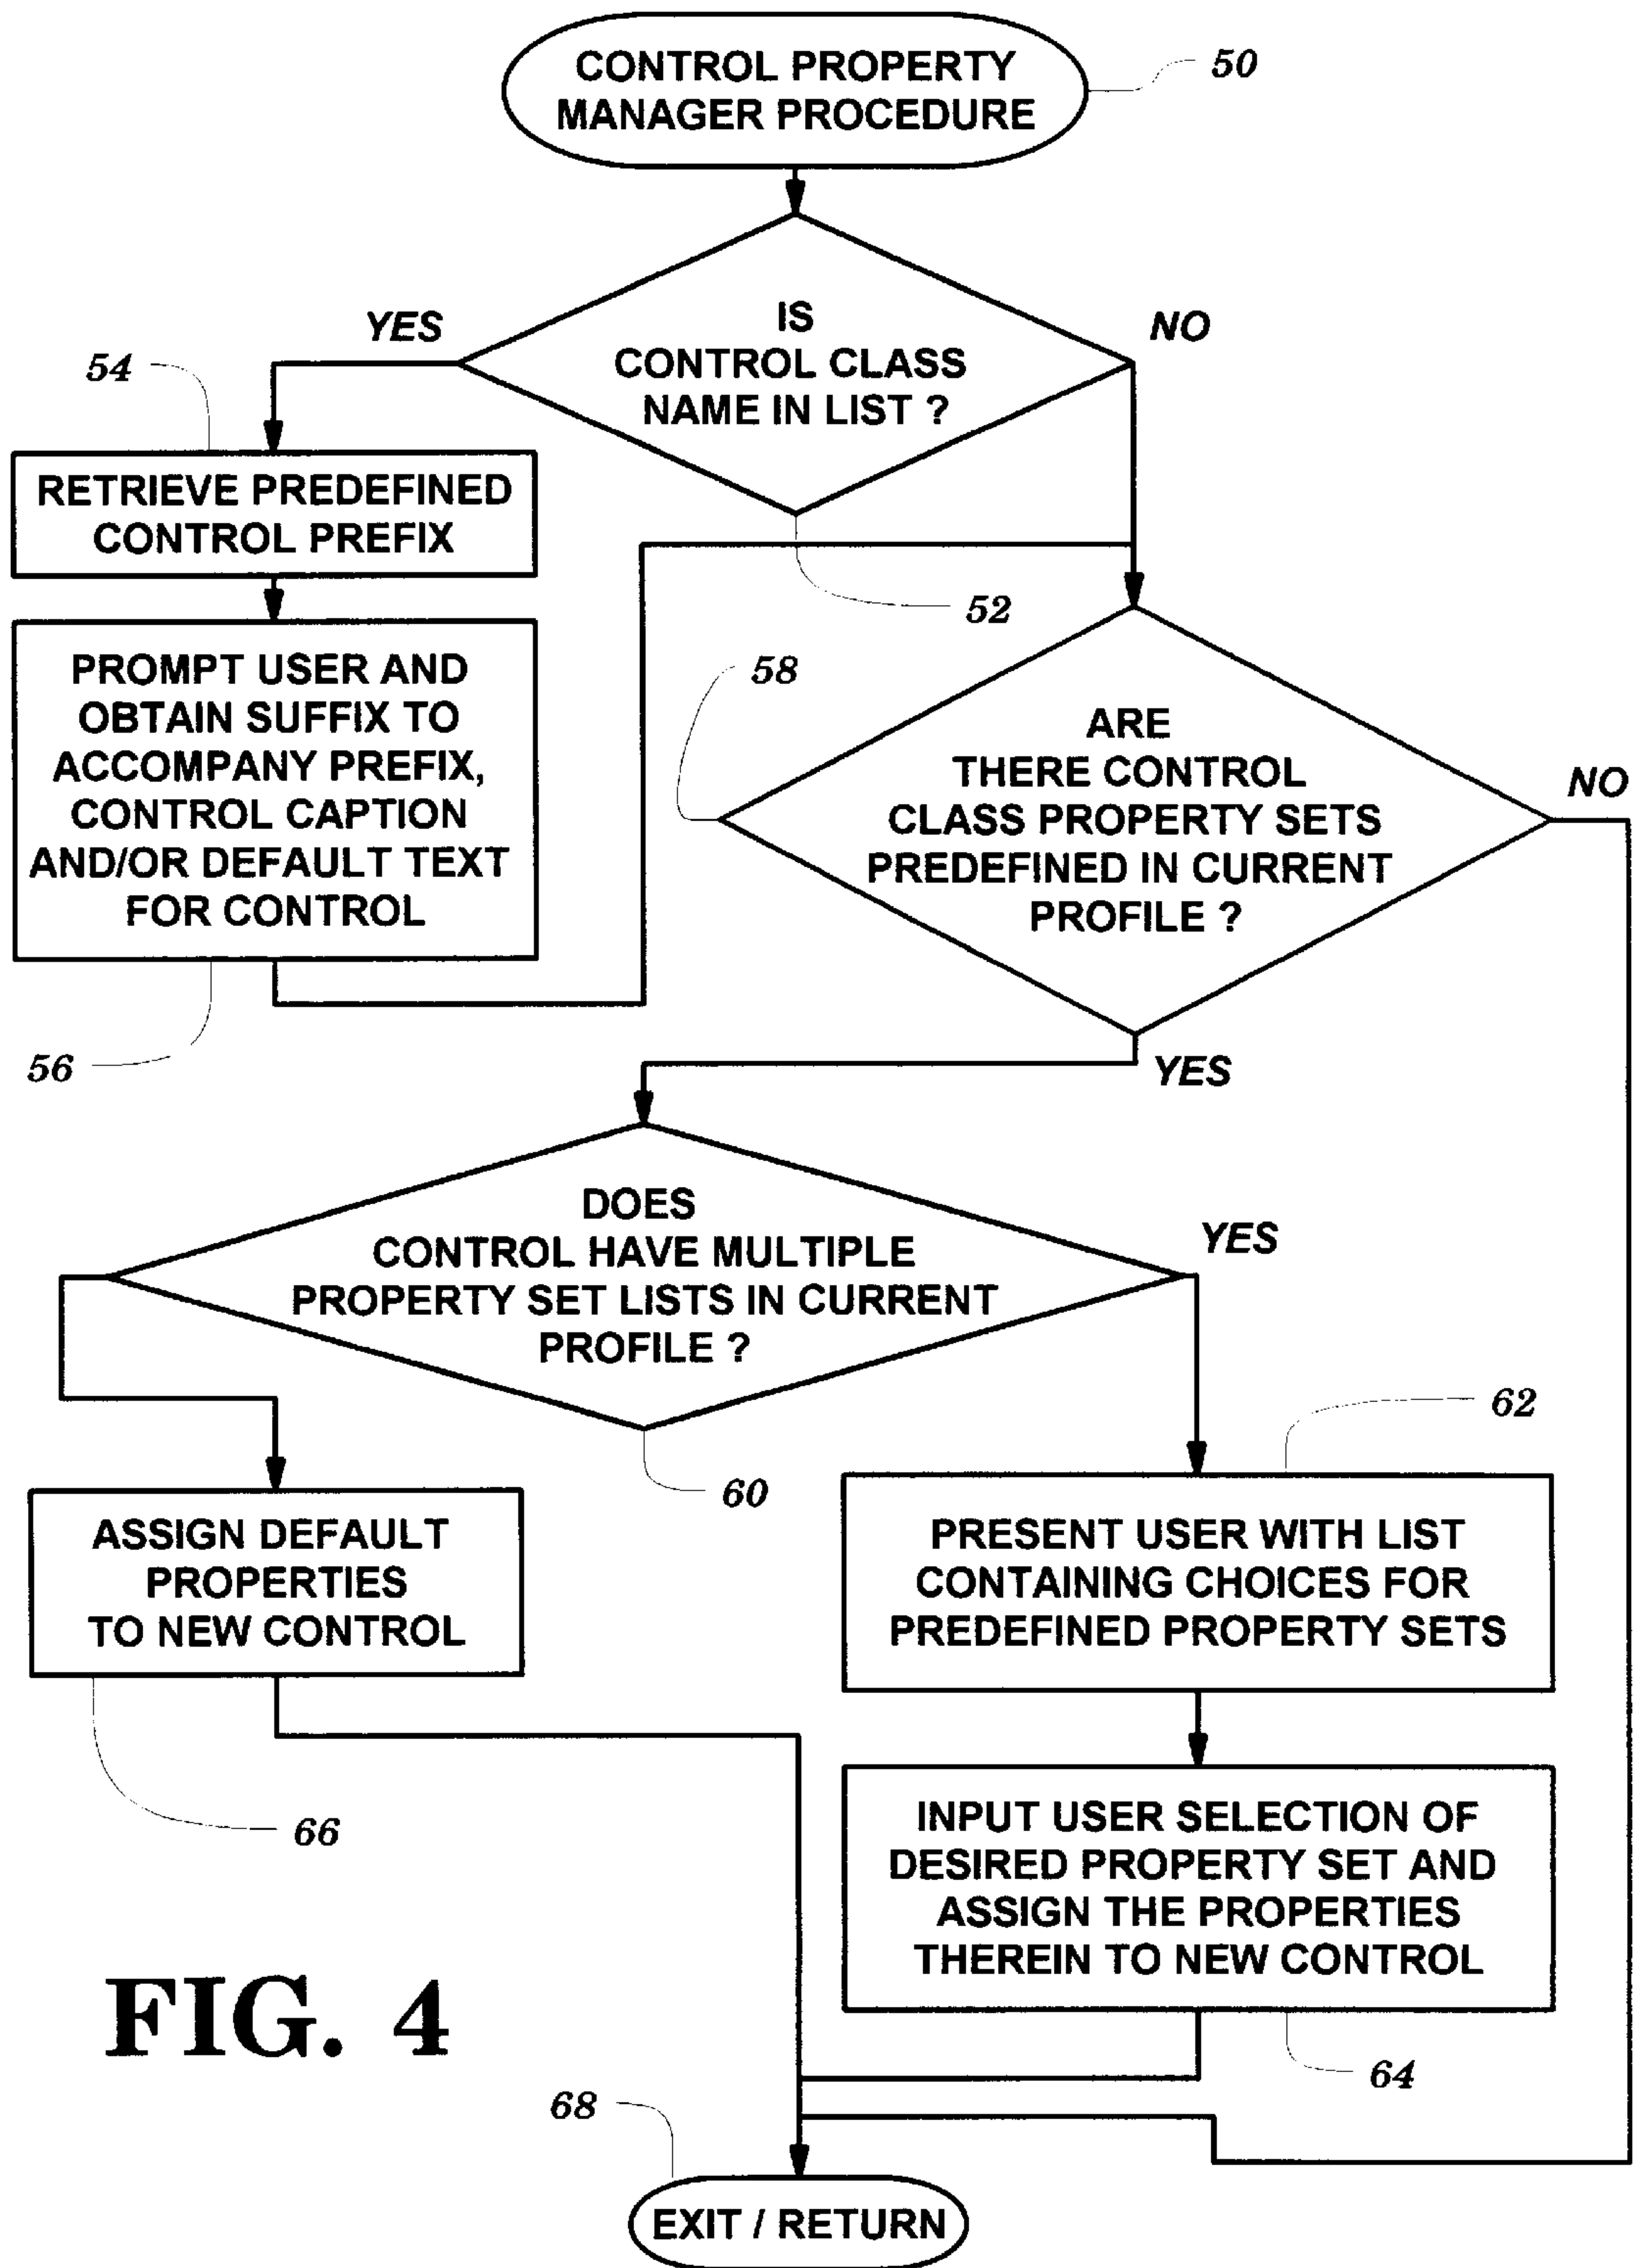 CONTROL PROPERTY
MANAGER PROCEDURE
50
IS
CONTROL CLASS
NAME IN LIST ?
YES
NO
52
54
RETRIEVE PREDEFINED
CONTROL PREFIX
PROMPT USER AND
OBTAIN SUFFIX TO
ACCOMPANY PREFIX,
CONTROL CAPTION
AND/OR DEFAULT TEXT
FOR CONTROL
56
58
ARE
THERE CONTROL
CLASS PROPERTY SETS
PREDEFINED IN CURRENT
PROFILE ?
NO
YES
DOES
CONTROL HAVE MULTIPLE
PROPERTY SET LISTS IN CURRENT
PROFILE ?
YES
60
62
ASSIGN DEFAULT
PROPERTIES
TO NEW CONTROL
66
PRESENT USER WITH LIST
CONTAINING CHOICES FOR
PREDEFINED PROPERTY SETS
INPUT USER SELECTION OF
DESIRED PROPERTY SET AND
ASSIGN THE PROPERTIES
THEREIN TO NEW CONTROL
64
FIG. 4
68
EXIT / RETURN